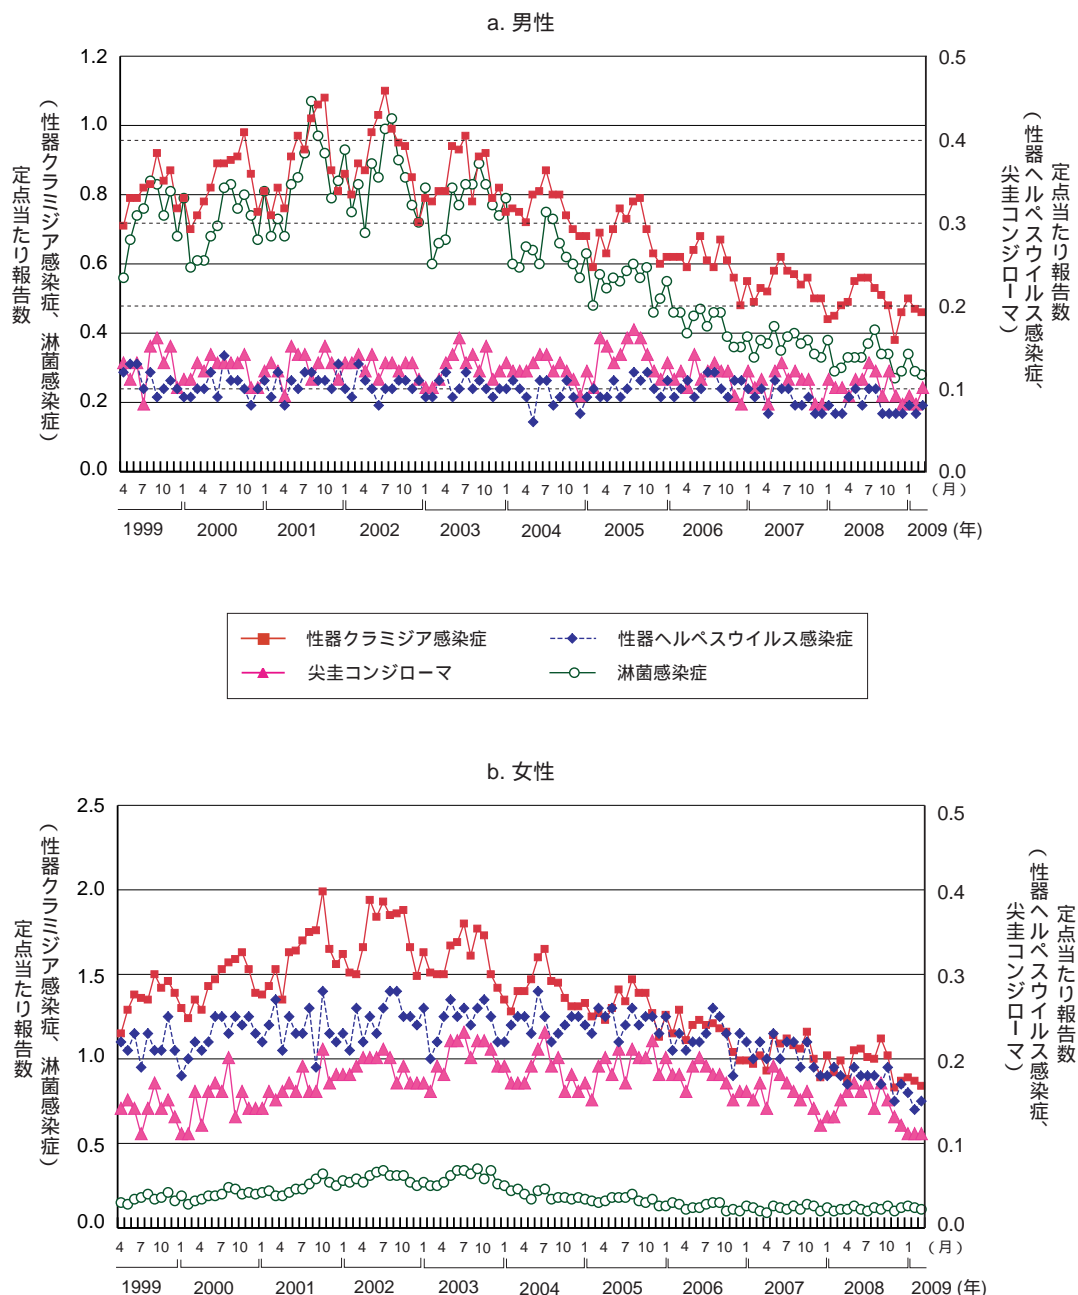 a. 男性
定点当たり報告数
（性器クラミジア感染症、淋菌感染症）
1.2
1.0
0.8
0.6
0.4
0.2
0.0
0.5
0.4
0.3
0.2
0.1
0.0
定点当たり報告数
（性器ヘルペスウイルス感染症、
尖圭コンジローマ）
4 7 10 1 4 7 10 1 4 7 10 1 4 7 10 1 4 7 10 1 4 7 10 1 4 7 10 1 4 7 10 1 4 7 10 1 4 7 10 1 （月）
1999 2000 2001 2002 2003 2004 2005 2006 2007 2008 2009 (年)
性器クラミジア感染症 性器ヘルペスウイルス感染症
尖圭コンジローマ 淋菌感染症
b. 女性
定点当たり報告数
（性器クラミジア感染症、淋菌感染症）
2.5
2.0
1.5
1.0
0.5
0.0
0.5
0.4
0.3
0.2
0.1
0.0
定点当たり報告数
（性器ヘルペスウイルス感染症、
尖圭コンジローマ）
4 7 10 1 4 7 10 1 4 7 10 1 4 7 10 1 4 7 10 1 4 7 10 1 4 7 10 1 4 7 10 1 4 7 10 1 4 7 10 1 （月）
1999 2000 2001 2002 2003 2004 2005 2006 2007 2008 2009 (年)